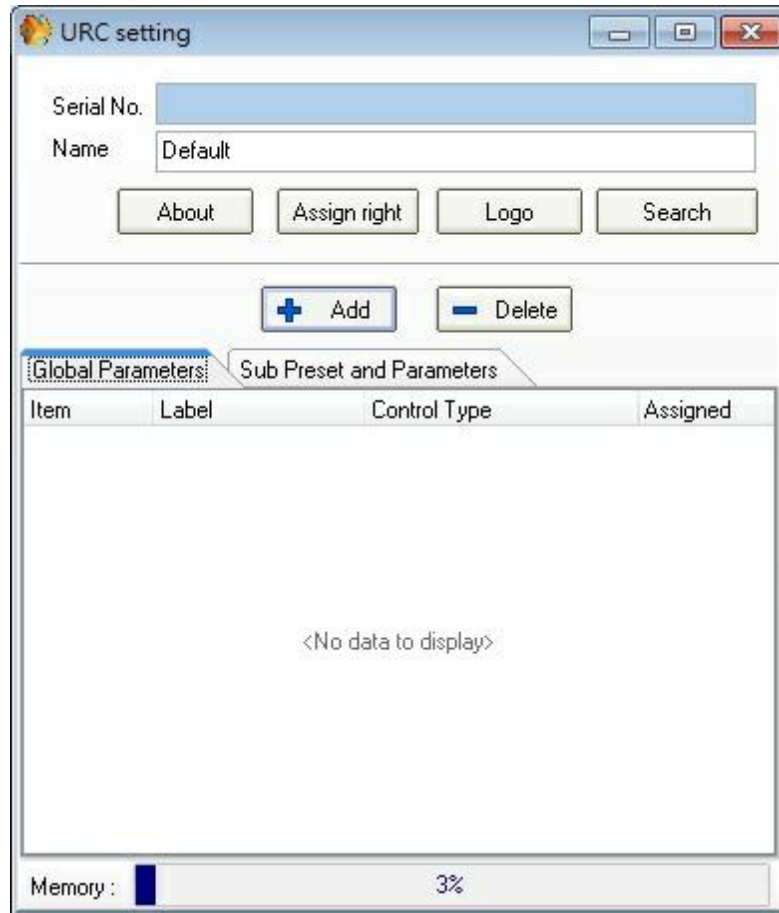 URC setting
Serial No.
Name Default
About Assign right Logo Search
Add Delete
Global Parameters Sub Preset and Parameters
Item Label Control Type Assigned
<No data to display>
Memory : 3%